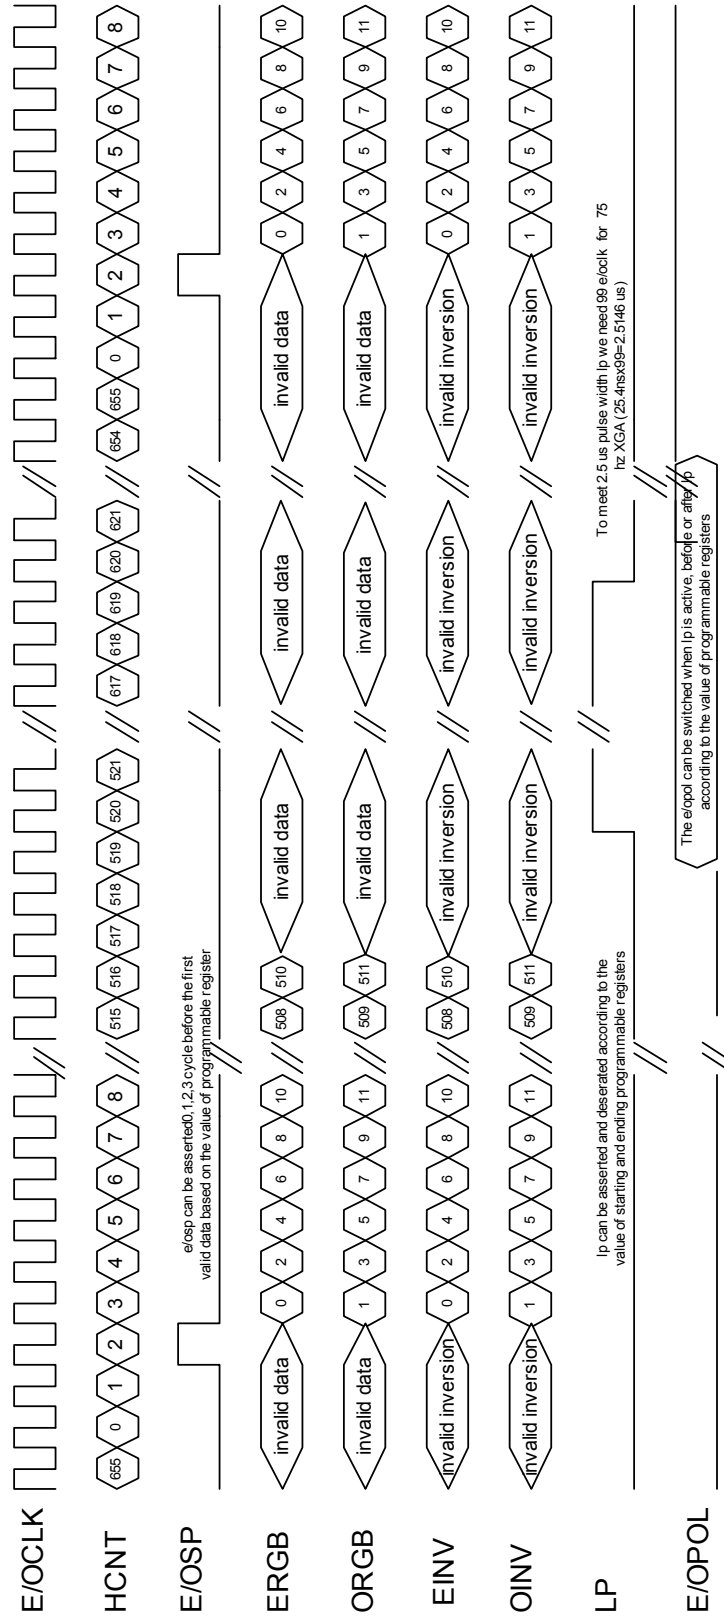 E/OCLK
HCNT 655 0 1 2 3 4 5 6 7 8 515 516 517 518 519 520 521 617 618 619 620 621 654 655 0 1 2 3 4 5 6 7 8
E/OSP
e/osp can be asserted0,1,2,3 cycle before the first
valid data based on the value of programmable register
ERGB invalid data 0 2 4 6 8 10 508 510 invalid data invalid data invalid data 0 2 4 6 8 10
ORGB invalid data 1 3 5 7 9 11 509 511 invalid data invalid data invalid data 1 3 5 7 9 11
EINV invalid inversion 0 2 4 6 8 10 508 510 invalid inversion invalid inversion invalid inversion 0 2 4 6 8 10
OINV invalid inversion 1 3 5 7 9 11 509 511 invalid inversion invalid inversion invalid inversion 1 3 5 7 9 11
LP
lp can be asserted and deserated according to the
value of starting and ending programmable registers
To meet 2.5 us pulse width lp we need 99 e/oclk for 75
hz XGA (25.4nsx99=2.5146 us)
E/OPOL
The e/opol can be switched when lp is active, before or after lp
according to the value of programmable registers